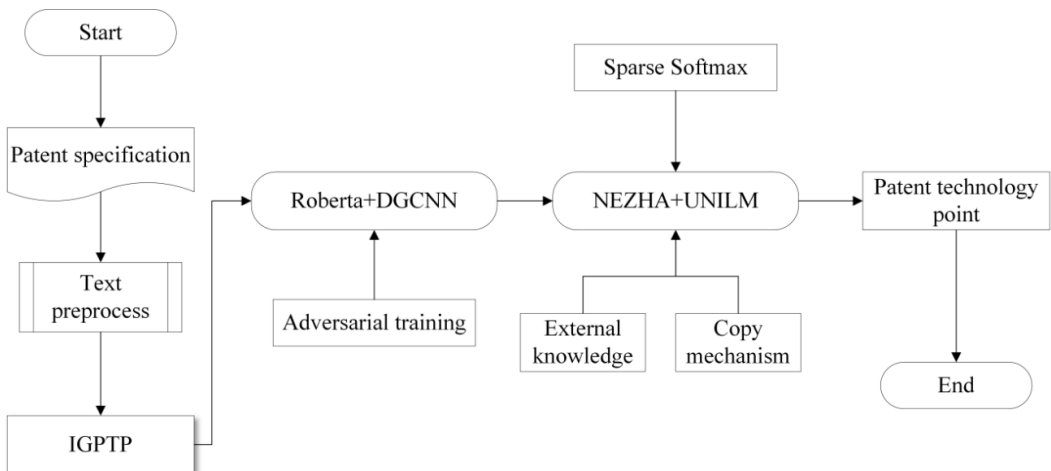 Start
Patent specification
Text
preprocess
IGPTP
Roberta+DGCNN
Adversarial training
Sparse Softmax
NEZHA+UNILM
External
knowledge
Copy
mechanism
Patent technology
point
End